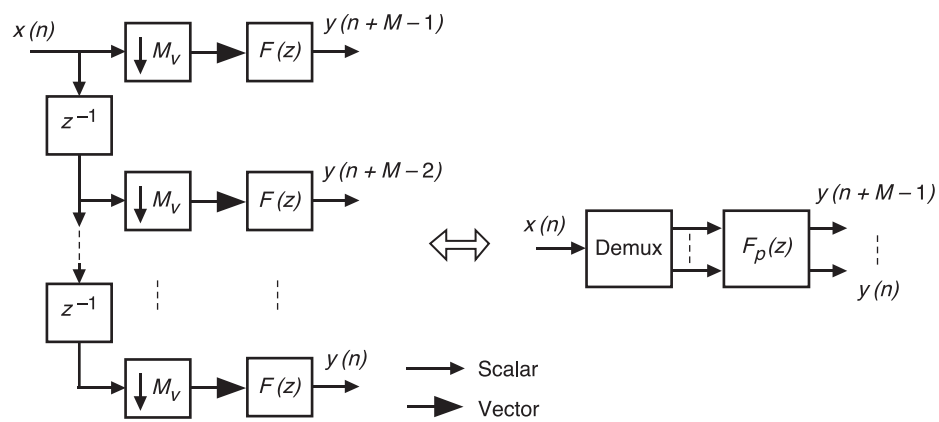 x(n)
↓ M_v
F(z)
y(n + M – 1)
z⁻¹
↓ M_v
F(z)
y(n + M – 2)
z⁻¹
↓ M_v
F(z)
y(n)
x(n)
Demux
F_p(z)
y(n + M – 1)
y(n)
Scalar
Vector